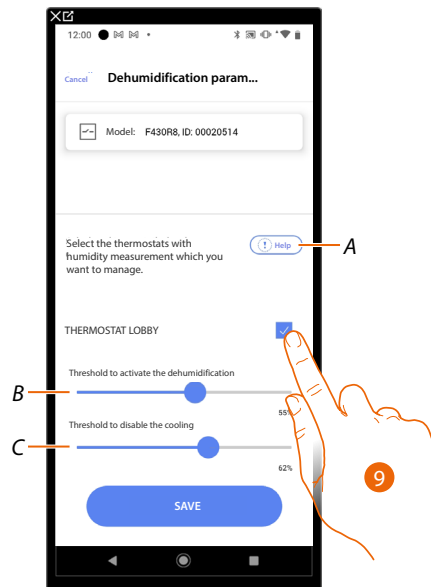 12:00
Cancel Dehumidification param...
Model: F430R8, ID: 00020514
Select the thermostats with
humidity measurement which you
want to manage.
Help
A
THERMOSTAT LOBBY
Threshold to activate the dehumidification
B
55%
Threshold to disable the cooling
C
62%
9
SAVE